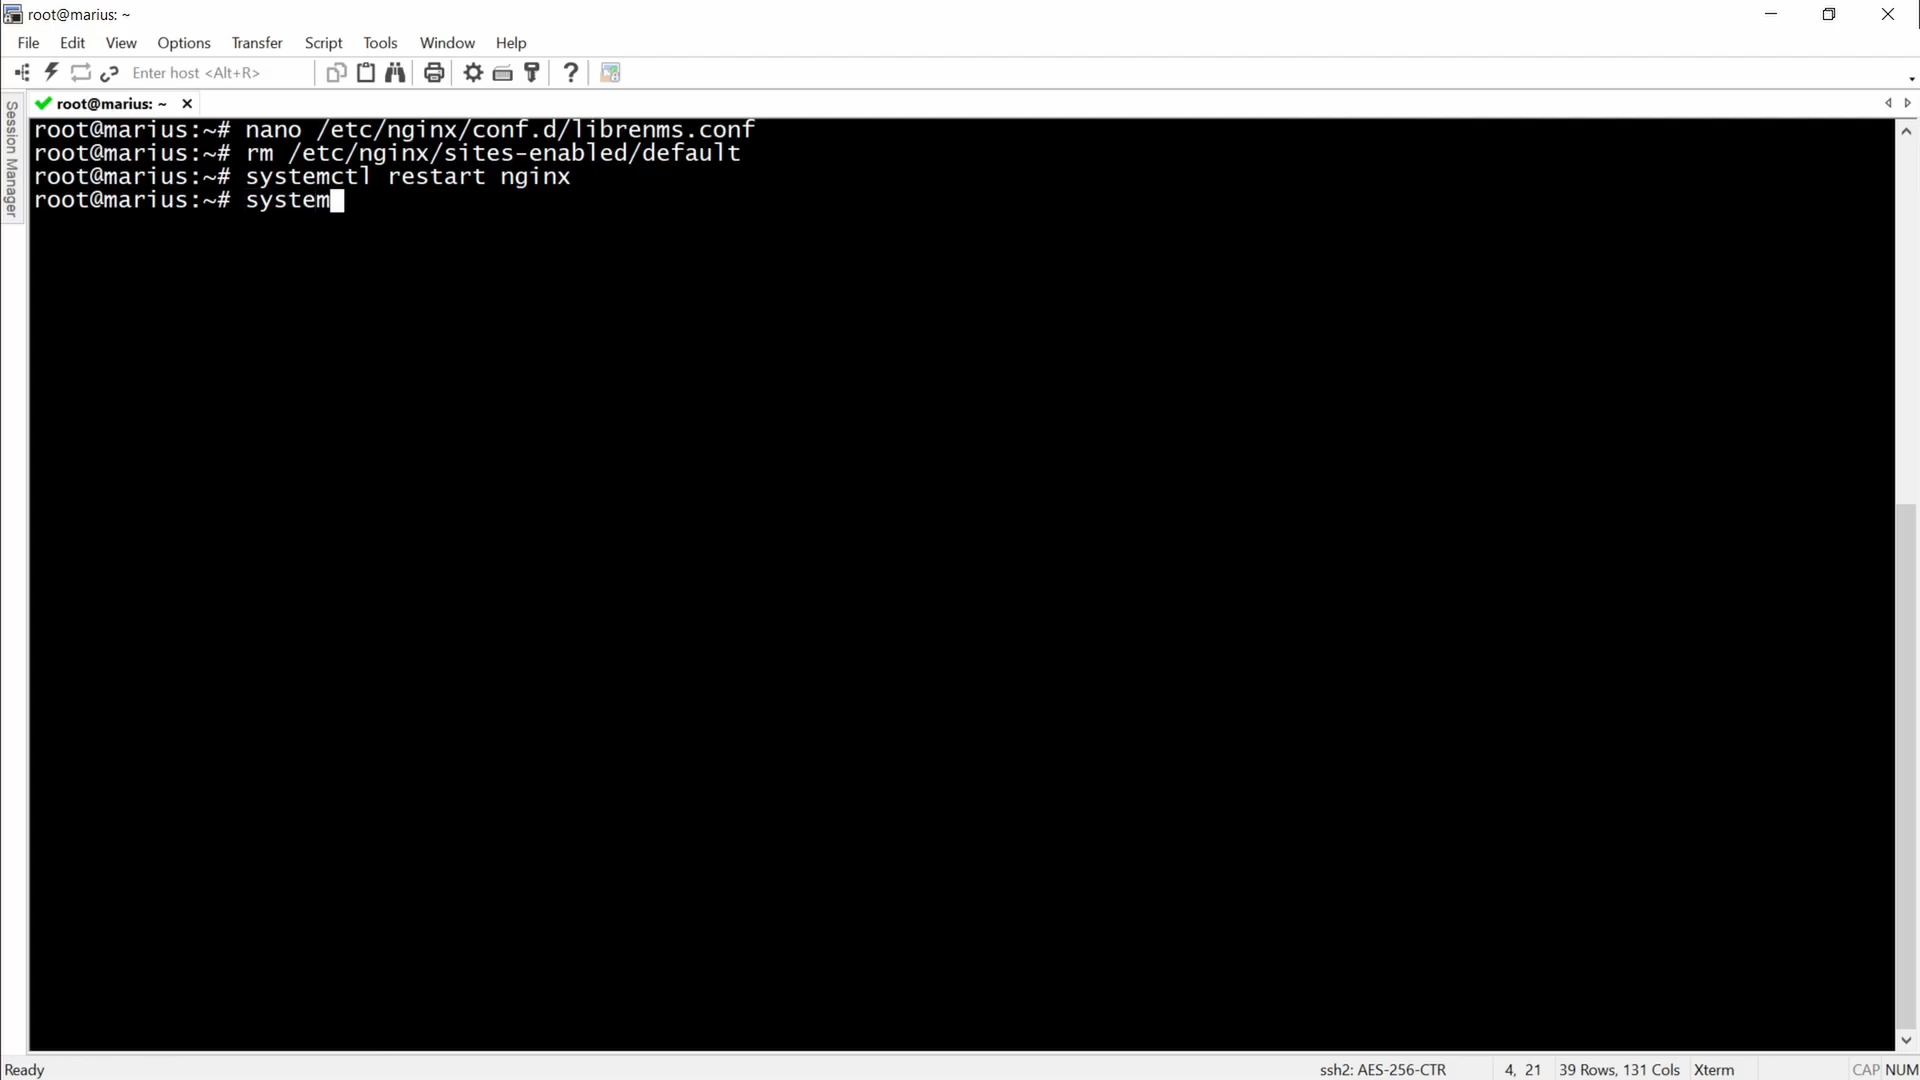 root@marius: ~
File Edit View Options Transfer Script Tools Window Help
Enter host <Alt+R>
root@marius: ~
Session Manager
root@marius:~# nano /etc/nginx/conf.d/librenms.conf
root@marius:~# rm /etc/nginx/sites-enabled/default
root@marius:~# systemctl restart nginx
root@marius:~# system
Ready ssh2: AES-256-CTR 4, 21 39 Rows, 131 Cols Xterm CAP NUM